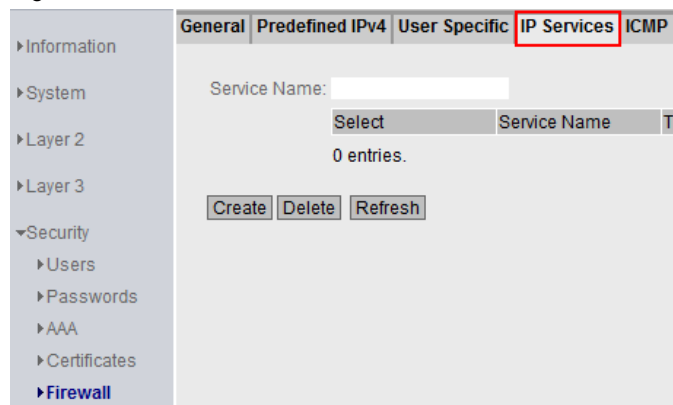 General Predefined IPv4 User Specific IP Services ICMP
Information
System
Layer 2
Layer 3
Security
Users
Passwords
AAA
Certificates
Firewall
Service Name:
Select Service Name T
0 entries.
Create Delete Refresh